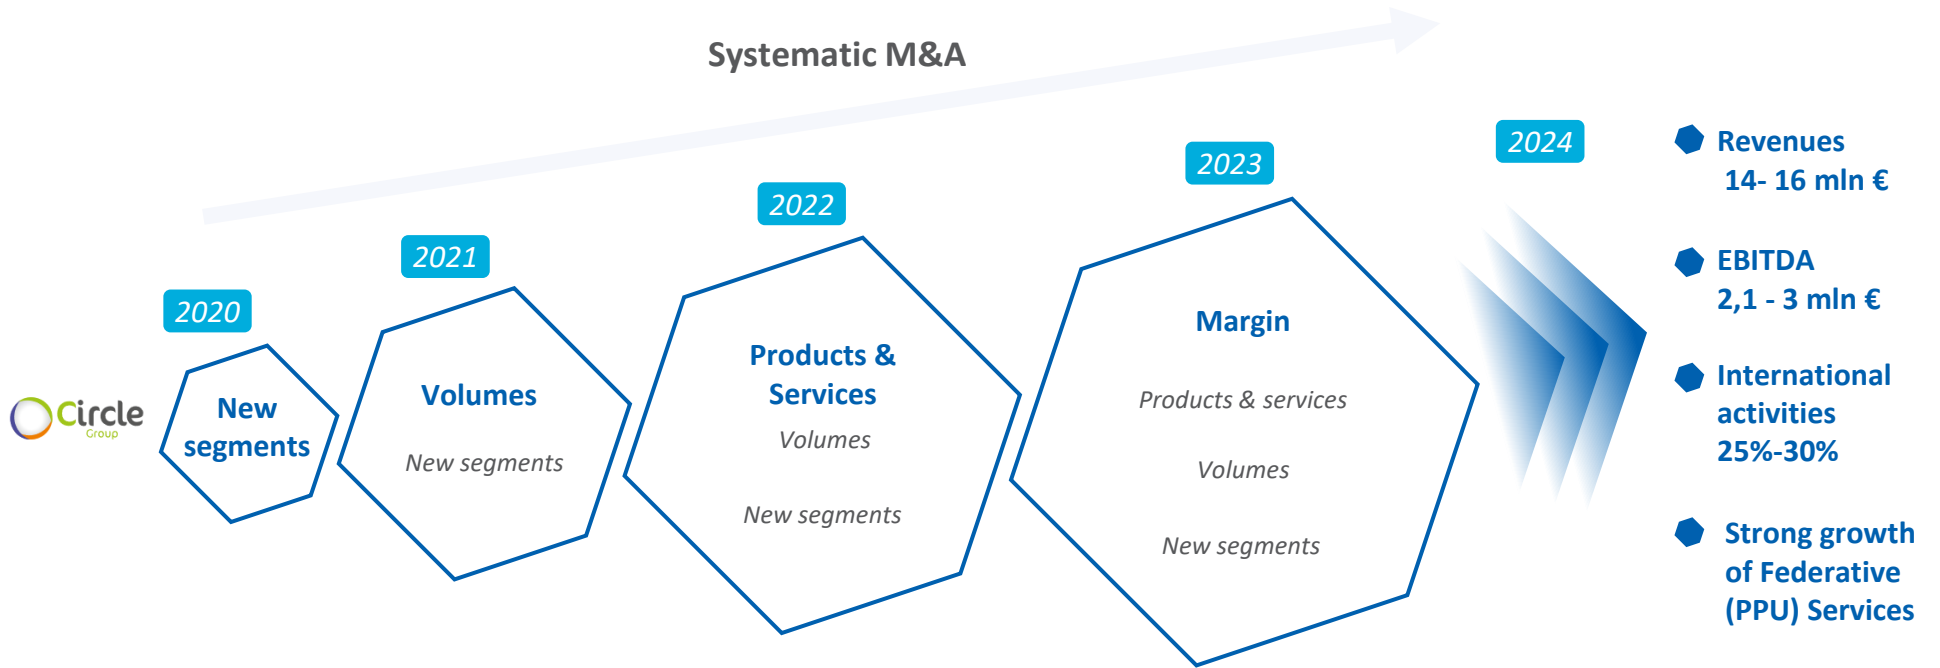 Systematic M&A
Circle
Group
2020
New
segments
2021
Volumes
New segments
2022
Products &
Services
Volumes
New segments
2023
Margin
Products & services
Volumes
New segments
2024
Revenues
14- 16 mln €
EBITDA
2,1 - 3 mln €
International
activities
25%-30%
Strong growth
of Federative
(PPU) Services